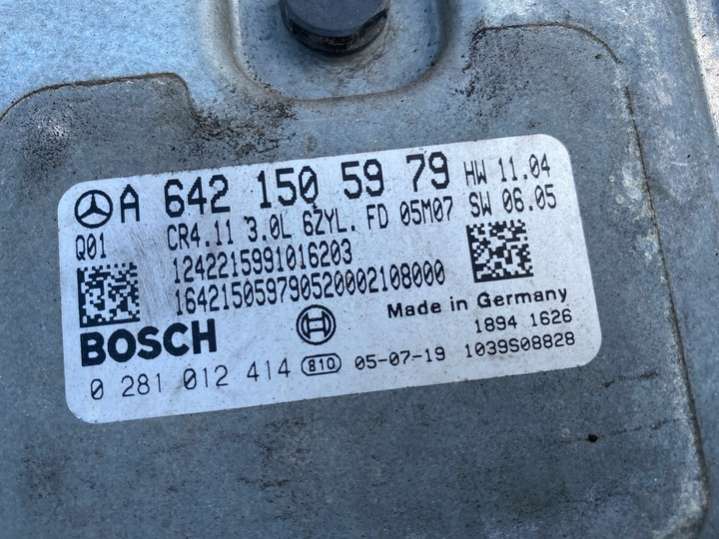 A 642 150 59 79 HW 11.04
Q01 CR4.11 3.0L 6ZYL. FD 05M07 SW 06.05
1242215991016203
164215059790520002108000
BOSCH Made in Germany
1894 1626
0 281 012 414 810 05-07-19 1039S08828